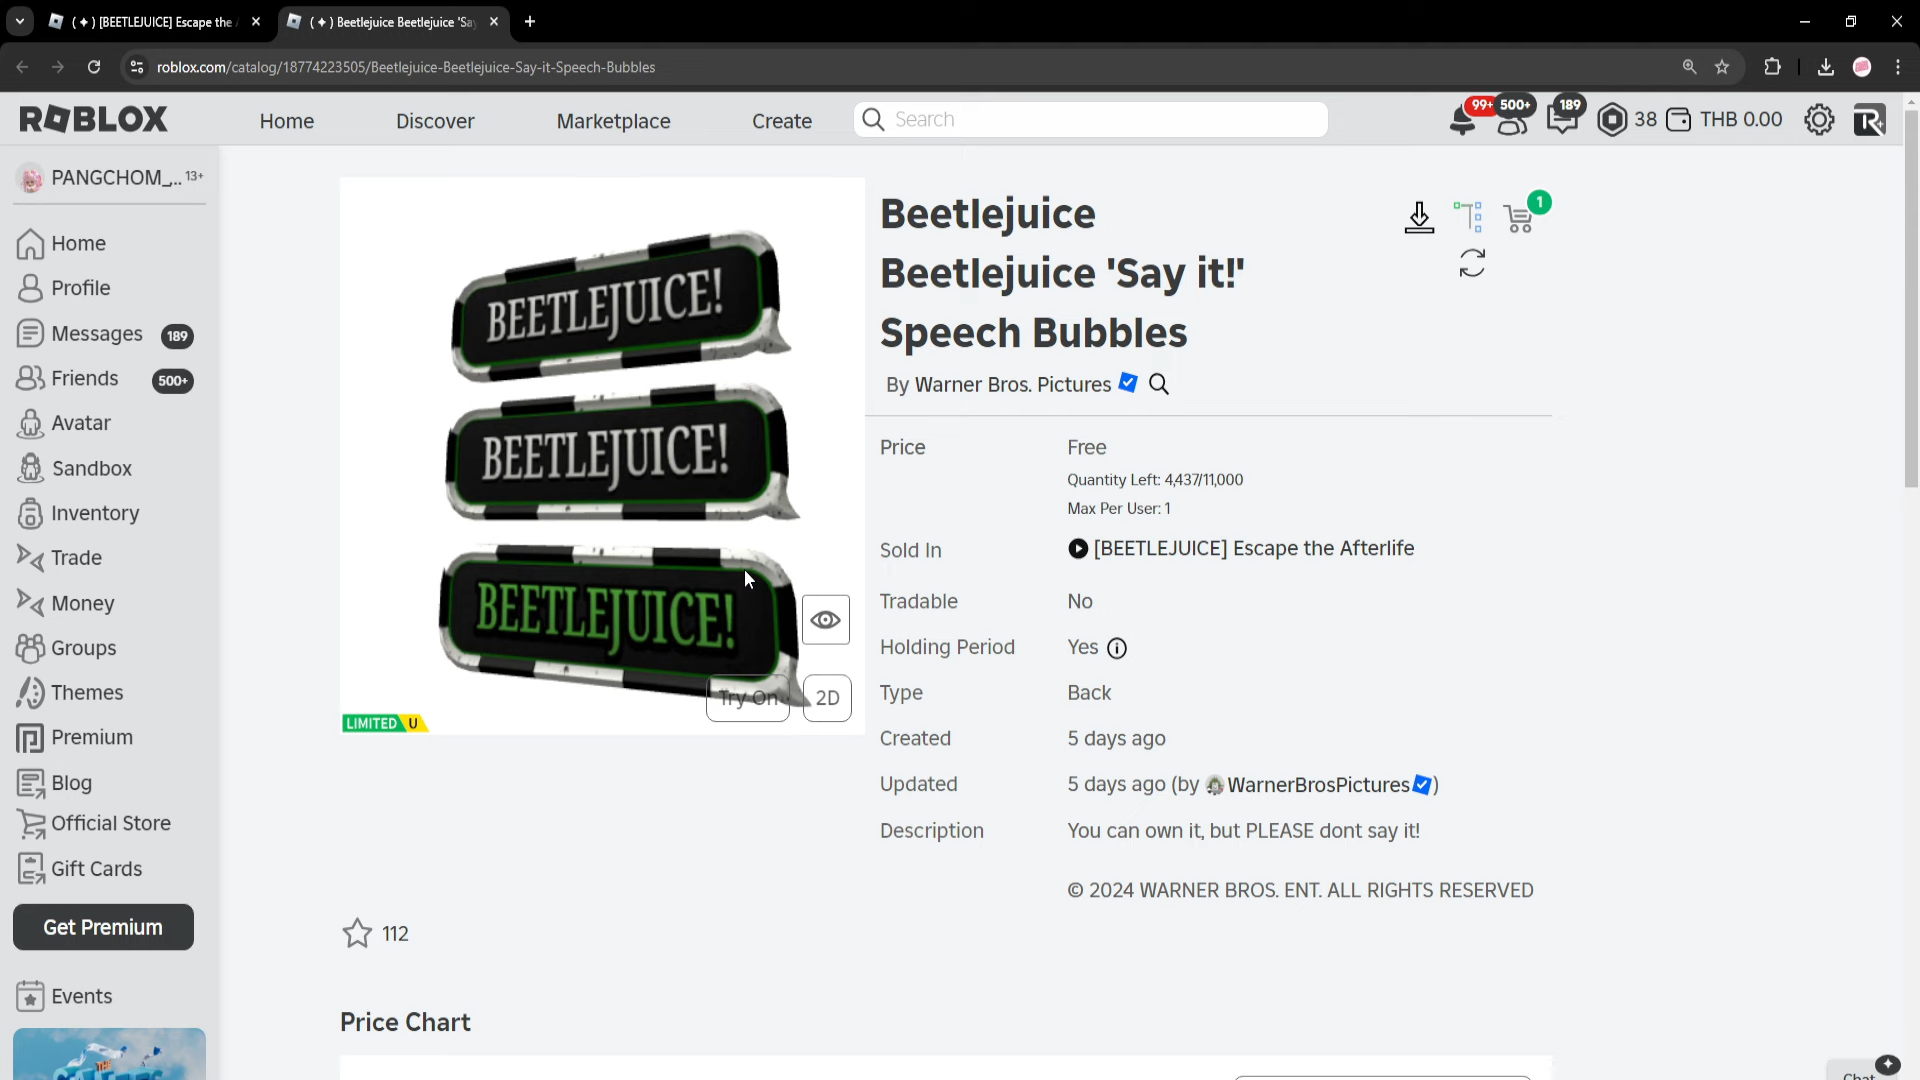 ( ✦ ) [BEETLEJUICE] Escape the
( ✦ ) Beetlejuice Beetlejuice 'Say
roblox.com/catalog/18774223505/Beetlejuice-Beetlejuice-Say-it-Speech-Bubbles
ROBLOX
Home
Discover
Marketplace
Create
Search
99+
500+
189
38
THB 0.00
PANGCHOM_... 13+
Home
Profile
Messages 189
Friends 500+
Avatar
Sandbox
Inventory
Trade
Money
Groups
Themes
Premium
Blog
Official Store
Gift Cards
Get Premium
Events
BEETLEJUICE!
BEETLEJUICE!
BEETLEJUICE!
Try On
2D
LIMITED U
112
Beetlejuice
Beetlejuice 'Say it!'
Speech Bubbles
1
By Warner Bros. Pictures
Price Free
Quantity Left: 4,437/11,000
Max Per User: 1
Sold In [BEETLEJUICE] Escape the Afterlife
Tradable No
Holding Period Yes
Type Back
Created 5 days ago
Updated 5 days ago (by WarnerBrosPictures)
Description You can own it, but PLEASE dont say it!
© 2024 WARNER BROS. ENT. ALL RIGHTS RESERVED
Price Chart
Chat